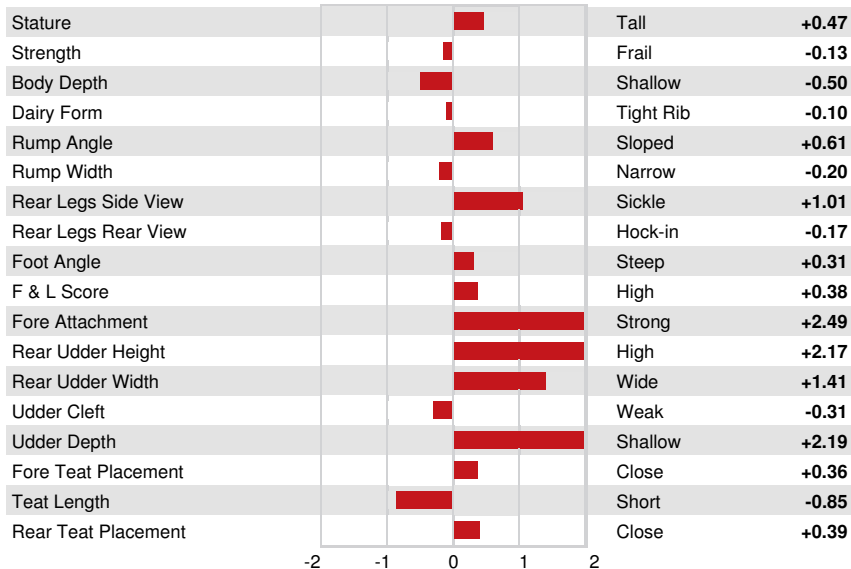 Stature Tall +0.47
Strength Frail -0.13
Body Depth Shallow -0.50
Dairy Form Tight Rib -0.10
Rump Angle Sloped +0.61
Rump Width Narrow -0.20
Rear Legs Side View Sickle +1.01
Rear Legs Rear View Hock-in -0.17
Foot Angle Steep +0.31
F & L Score High +0.38
Fore Attachment Strong +2.49
Rear Udder Height High +2.17
Rear Udder Width Wide +1.41
Udder Cleft Weak -0.31
Udder Depth Shallow +2.19
Fore Teat Placement Close +0.36
Teat Length Short -0.85
Rear Teat Placement Close +0.39
-2 -1 0 1 2